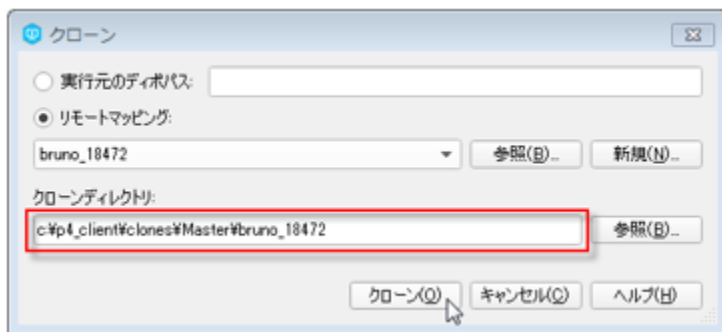 クローン
実行元のディポパス:
リモートマッピング:
bruno_18472 参照(B)... 新規(N)...
クローンディレクトリ:
c:¥p4_client¥clones¥Master¥bruno_18472 参照(B)...
クローン(O) キャンセル(C) ヘルプ(H)